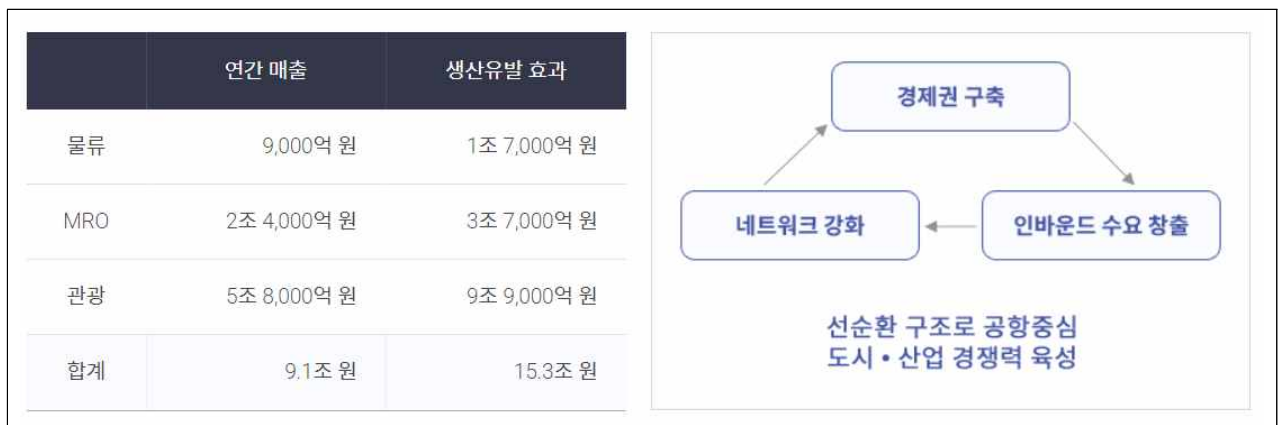 연간 매출 생산유발 효과
물류 9,000억 원 1조 7,000억 원
MRO 2조 4,000억 원 3조 7,000억 원
관광 5조 8,000억 원 9조 9,000억 원
합계 9.1조 원 15.3조 원
경제권 구축
네트워크 강화 인바운드 수요 창출
선순환 구조로 공항중심
도시 • 산업 경쟁력 육성